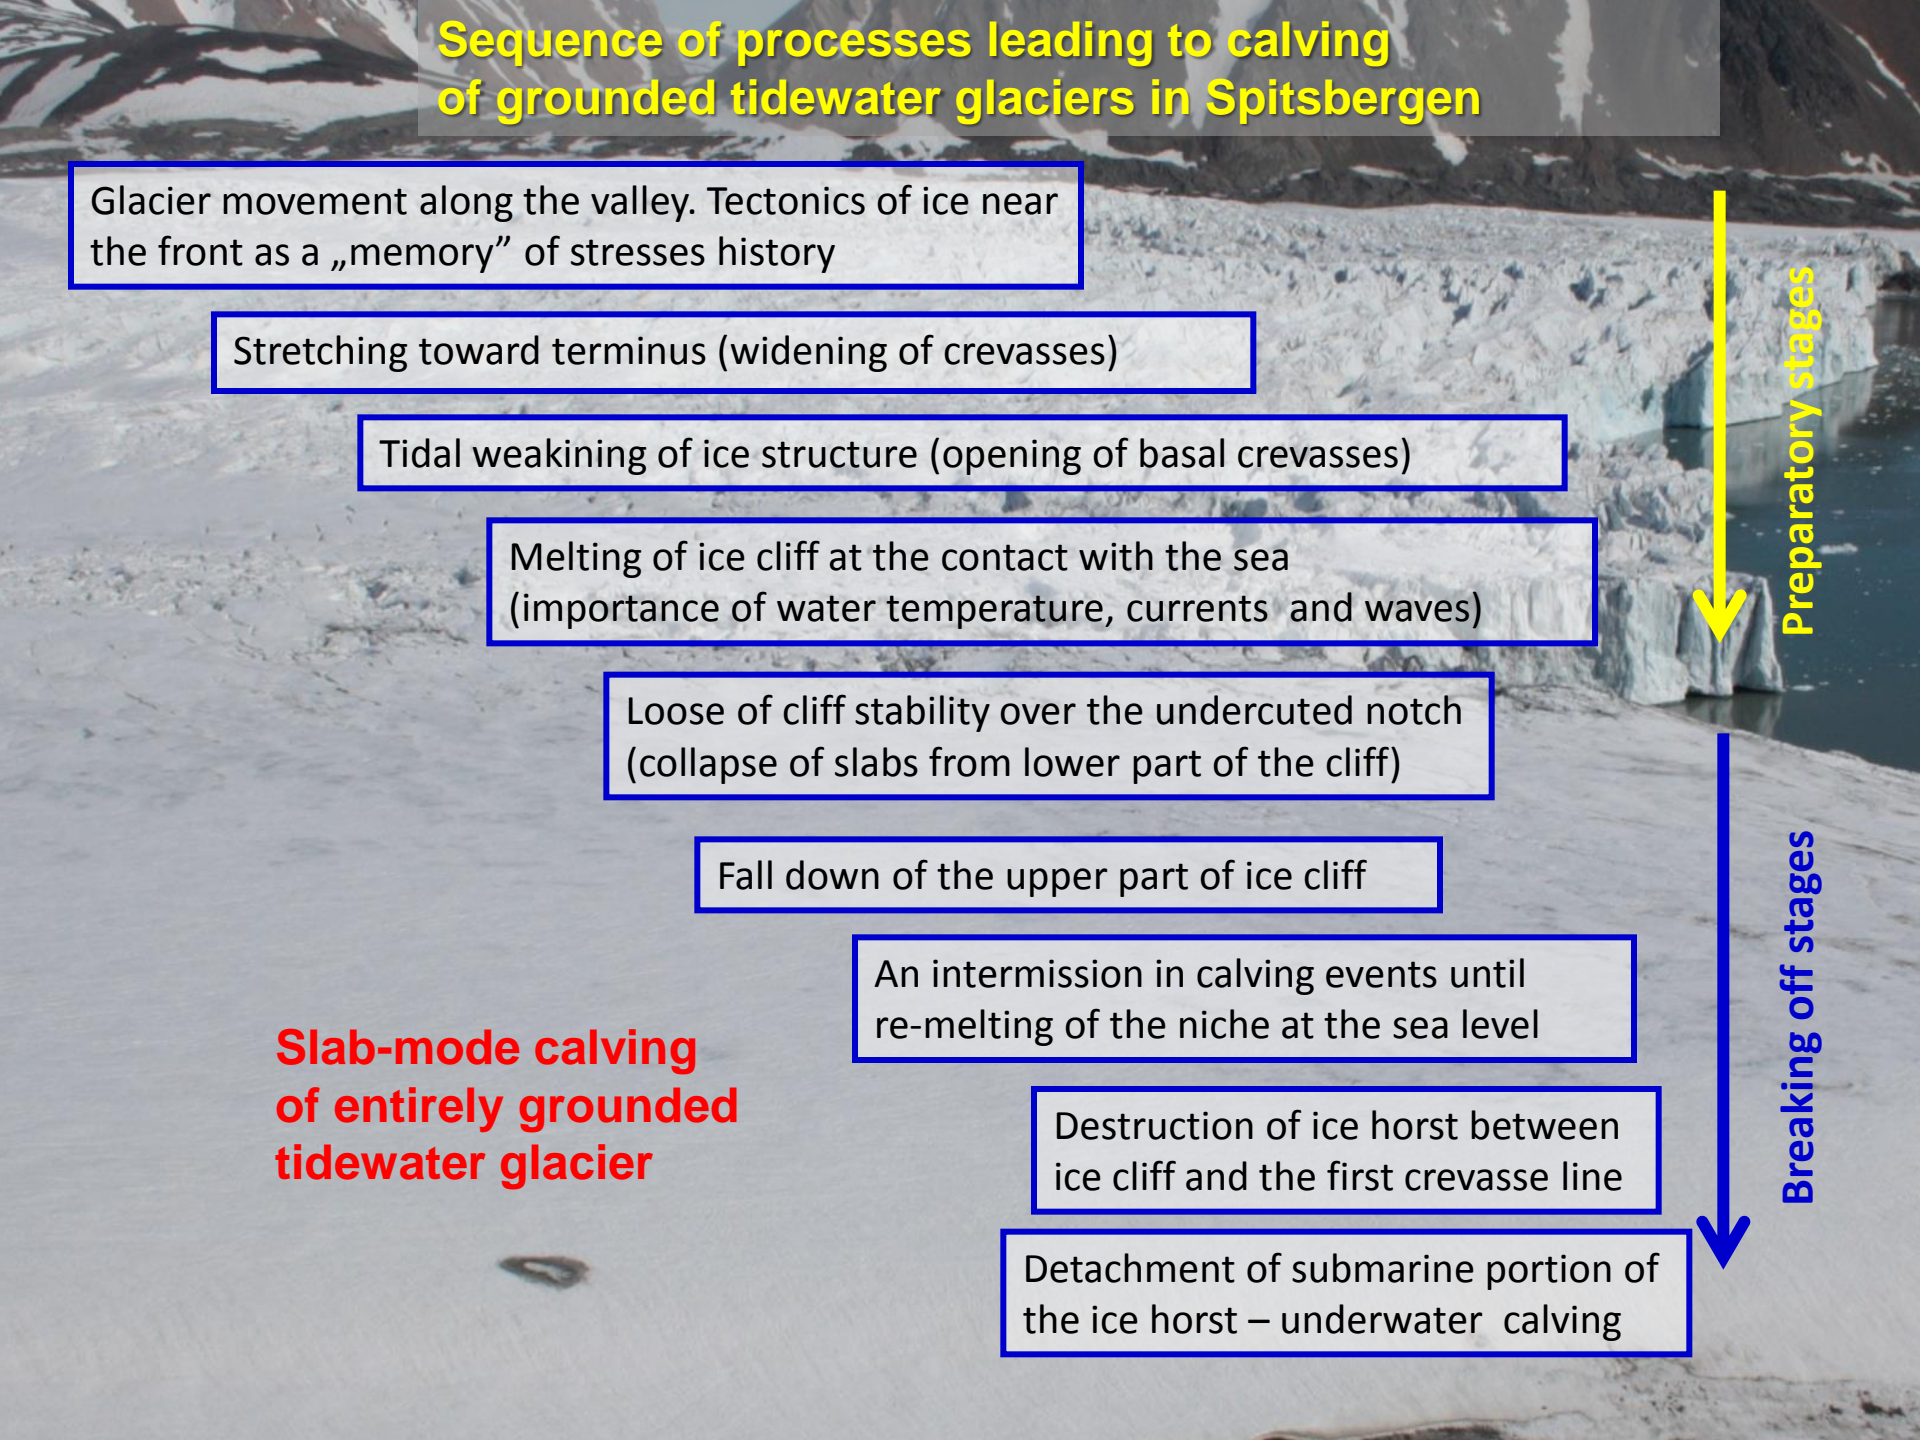 Sequence of processes leading to calving
of grounded tidewater glaciers in Spitsbergen
Glacier movement along the valley. Tectonics of ice near
the front as a „memory” of stresses history
Stretching toward terminus (widening of crevasses)
Tidal weakining of ice structure (opening of basal crevasses)
Melting of ice cliff at the contact with the sea
(importance of water temperature, currents  and waves)
Preparatory stages
Loose of cliff stability over the undercuted notch
(collapse of slabs from lower part of the cliff)
Fall down of the upper part of ice cliff
An intermission in calving events until
re-melting of the niche at the sea level
Destruction of ice horst between
ice cliff and the first crevasse line
Detachment of submarine portion of
the ice horst – underwater  calving
Breaking off stages
Slab-mode calving
of entirely grounded
tidewater glacier